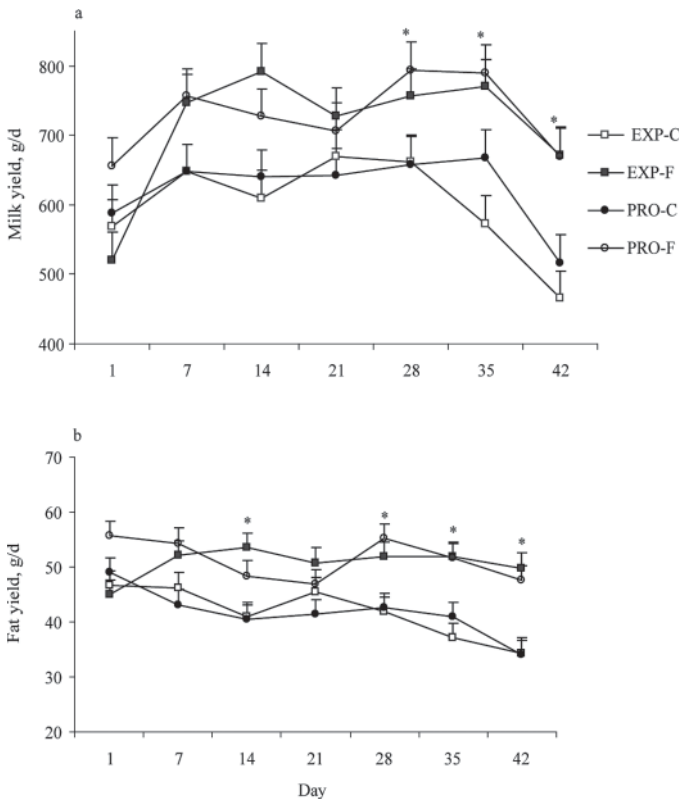 a
*
*
800
*
EXP-C
700
EXP-F
Milk yield, g/d
600
PRO-C
500
PRO-F
400
1 7 14 21 28 35 42
b
70
60
*
*
*
*
50
Fat yield, g/d
40
30
20
1 7 14 21 28 35 42
Day